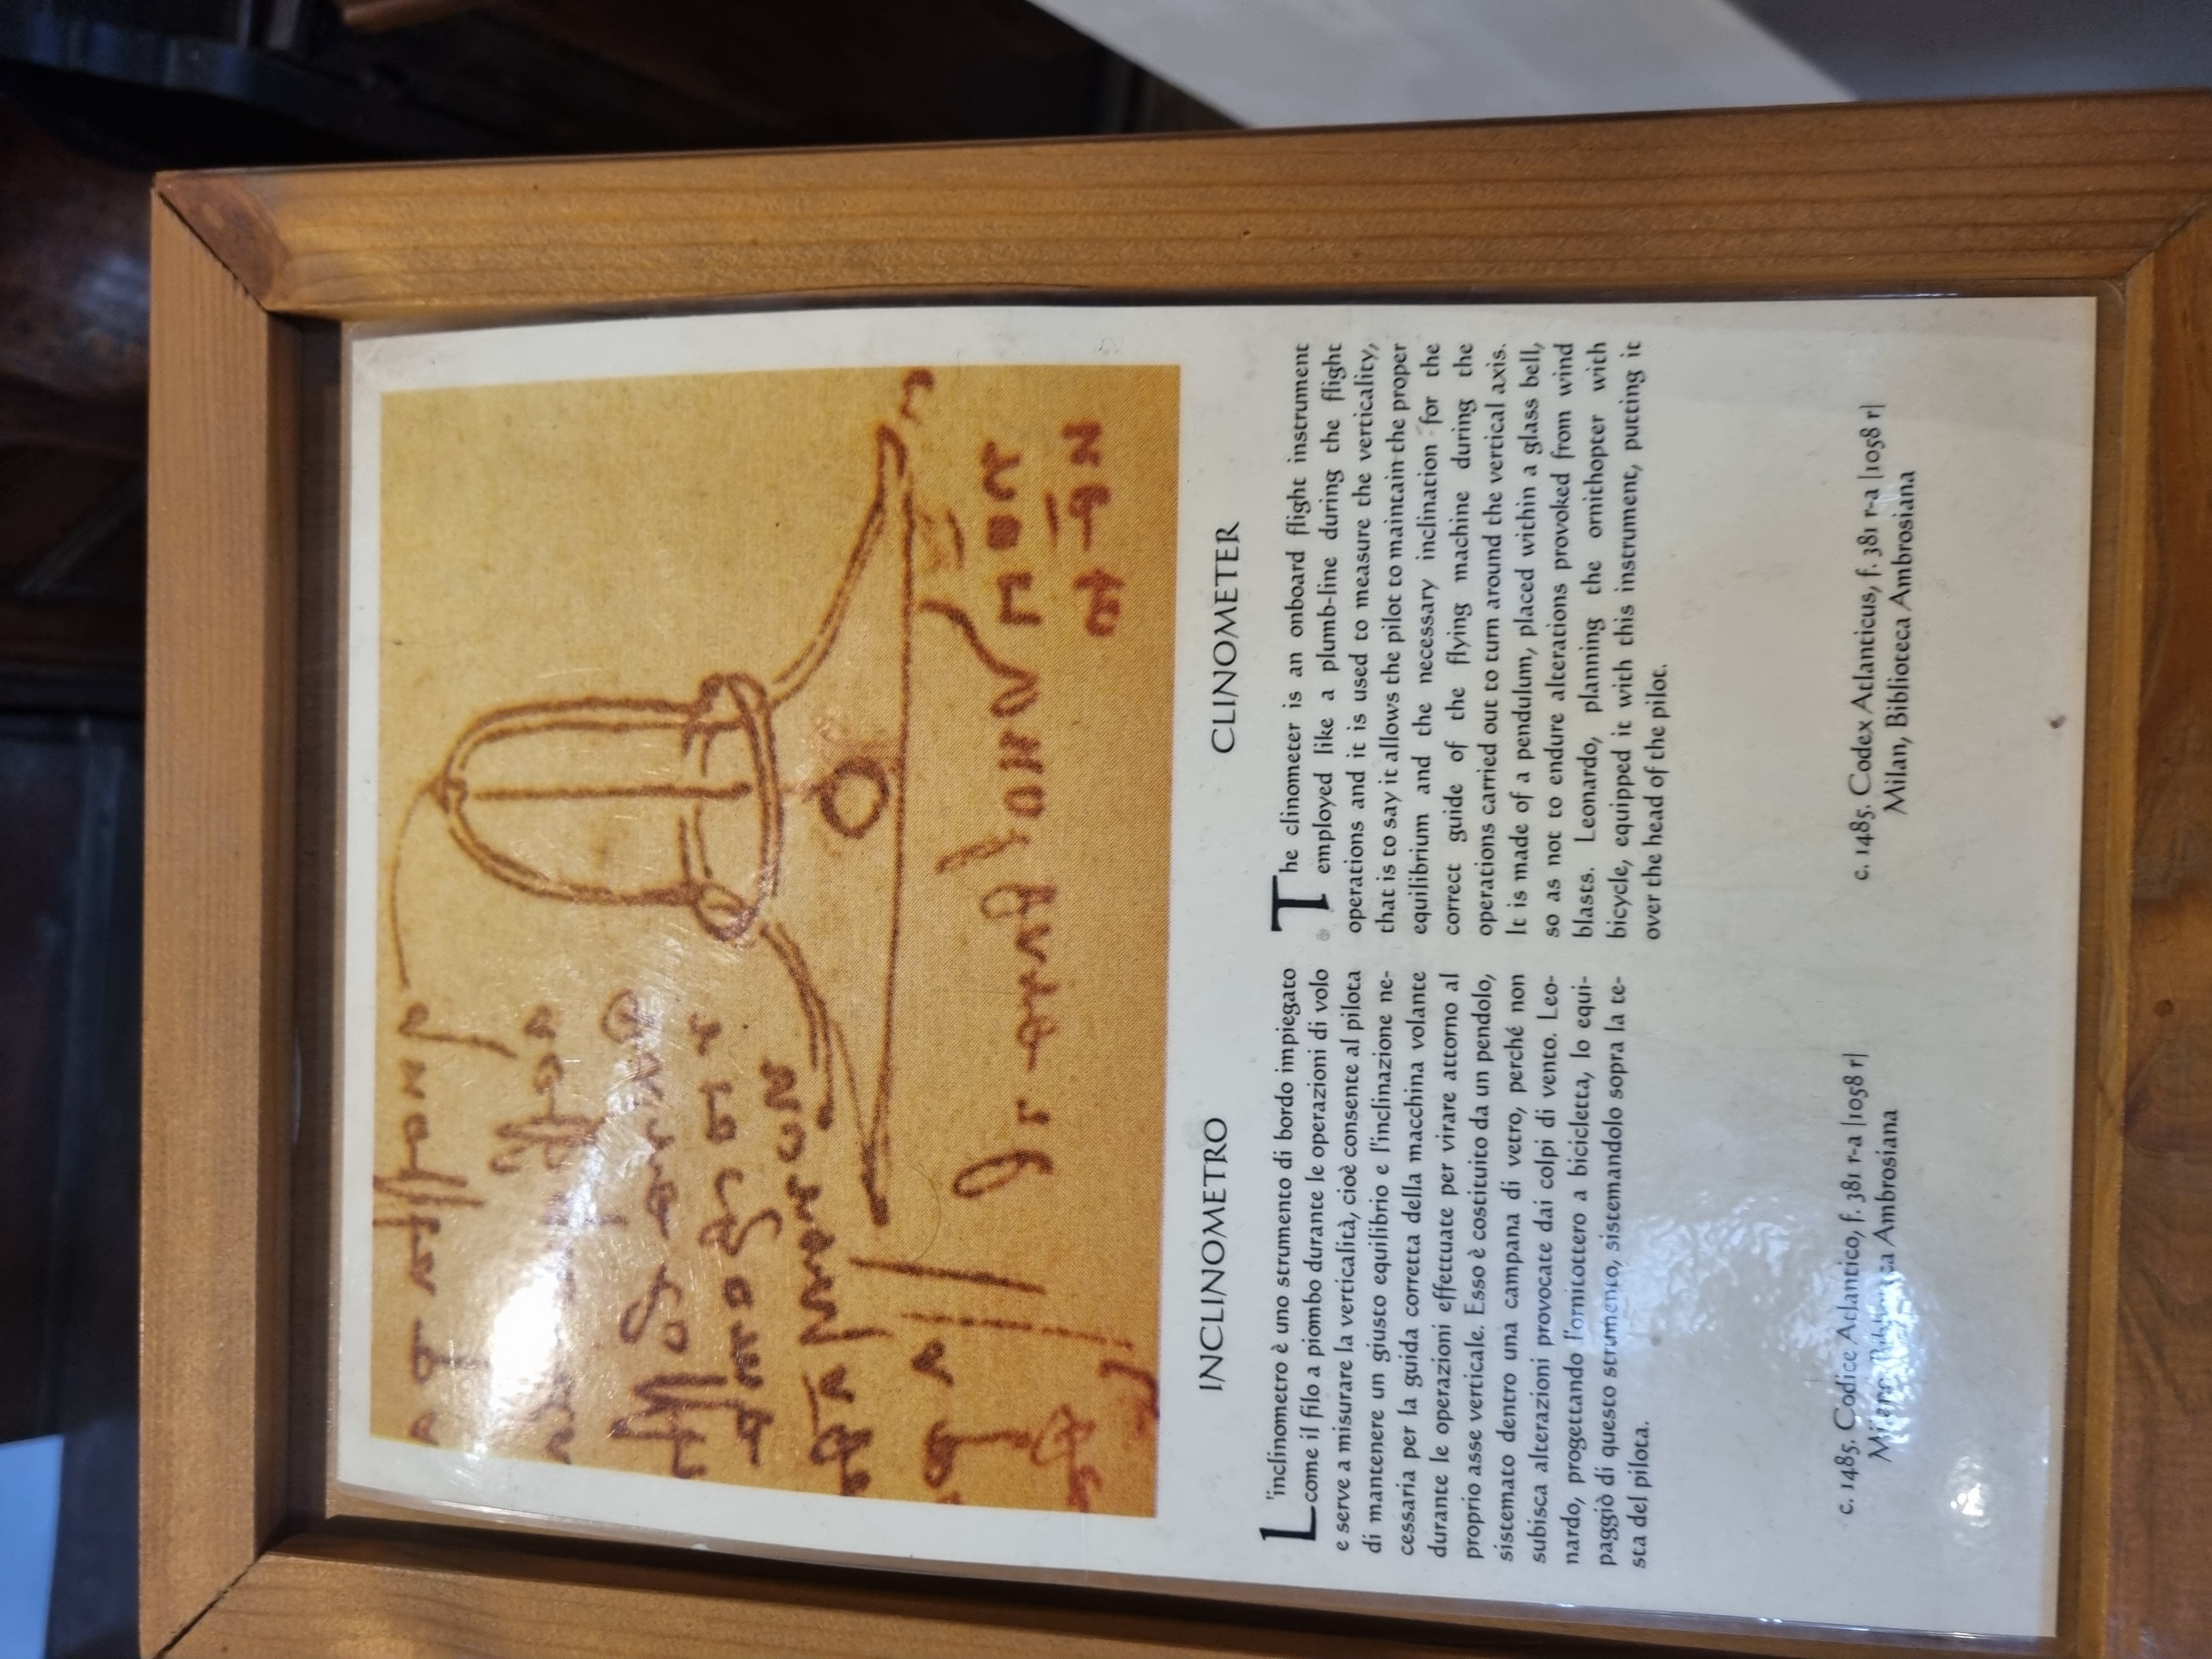 INCLINOMETRO
L'inclinometro è uno strumento di bordo impiegato
come il filo a piombo durante le operazioni di volo
e serve a misurare la verticalità, cioè consente al pilota
di mantenere un giusto equilibrio e l'inclinazione ne-
cessaria per la guida corretta della macchina volante
durante le operazioni effettuate per virare attorno al
proprio asse verticale. Esso è costituito da un pendolo,
sistemato dentro una campana di vetro, perché non
subisca alterazioni provocate dai colpi di vento. Leo-
nardo, progettando l'ornitottero a bicicletta, lo equi-
paggiò di questo strumento, sistemandolo sopra la te-
sta del pilota.
c. 1485. Codice Atlantico, f. 381 r-a [1058 r]
Milano, Biblioteca Ambrosiana
CLINOMETER
The clinometer is an onboard flight instrument
employed like a plumb-line during the flight
operations and it is used to measure the verticality,
that is to say it allows the pilot to maintain the proper
equilibrium and the necessary inclination for the
correct guide of the flying machine during the
operations carried out to turn around the vertical axis.
It is made of a pendulum, placed within a glass bell,
so as not to endure alterations provoked from wind
blasts. Leonardo, planning the ornithopter with
bicycle, equipped it with this instrument, putting it
over the head of the pilot.
c. 1485. Codex Atlanticus, f. 381 r-a [1058 r]
Milan, Biblioteca Ambrosiana